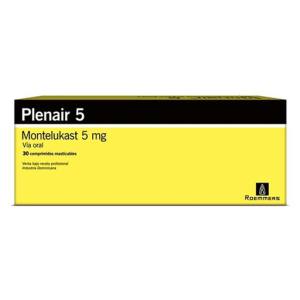 Plenair 5
Montelukast 5 mg
Vía oral
30 comprimidos masticables
Venta bajo receta profesional
Industria dominicana
Roemmers